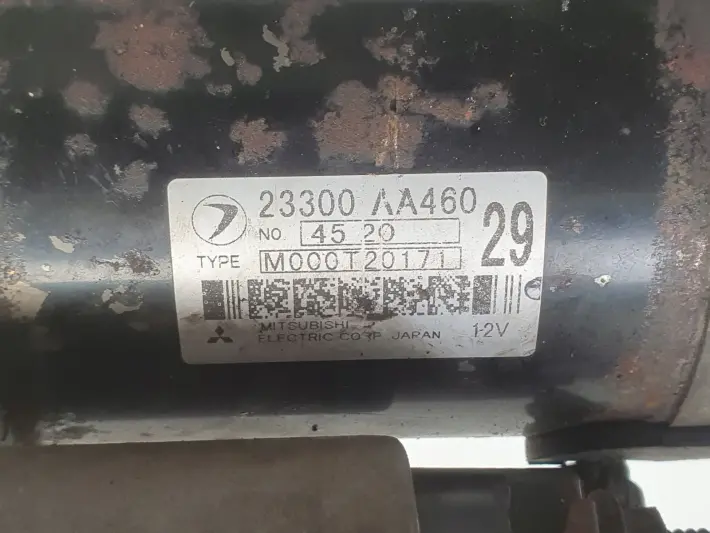 23300 AA460
NO. 45 20
TYPE M000T20171
29
MITSUBISHI
ELECTRIC CORP. JAPAN 12V